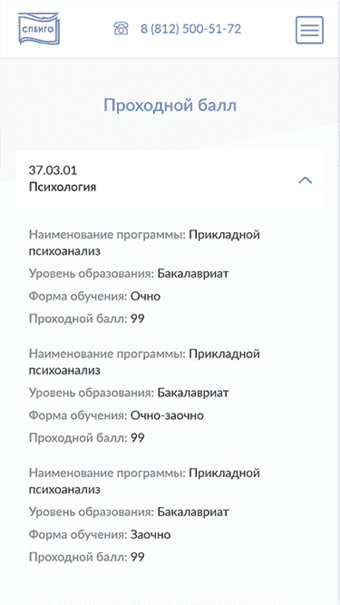 СПБИГО
8 (812) 500-51-72
Проходной балл
37.03.01
Психология
Наименование программы: Прикладной
психоанализ
Уровень образования: Бакалавриат
Форма обучения: Очно
Проходной балл: 99
Наименование программы: Прикладной
психоанализ
Уровень образования: Бакалавриат
Форма обучения: Очно-заочно
Проходной балл: 99
Наименование программы: Прикладной
психоанализ
Уровень образования: Бакалавриат
Форма обучения: Заочно
Проходной балл: 99